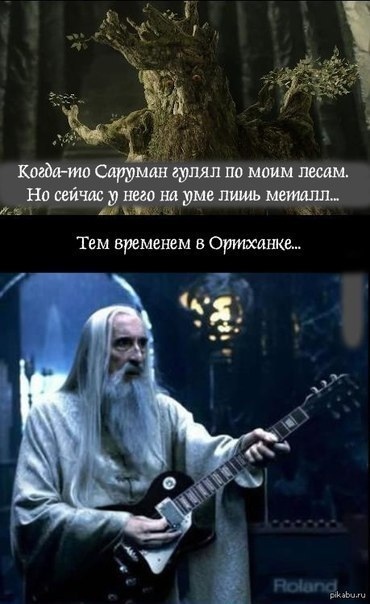 Когда-то Саруман гулял по моим лесам.
Но сейчас у него на уме лишь металл...
Тем временем в Ортханке...
Roland
pikabu.ru